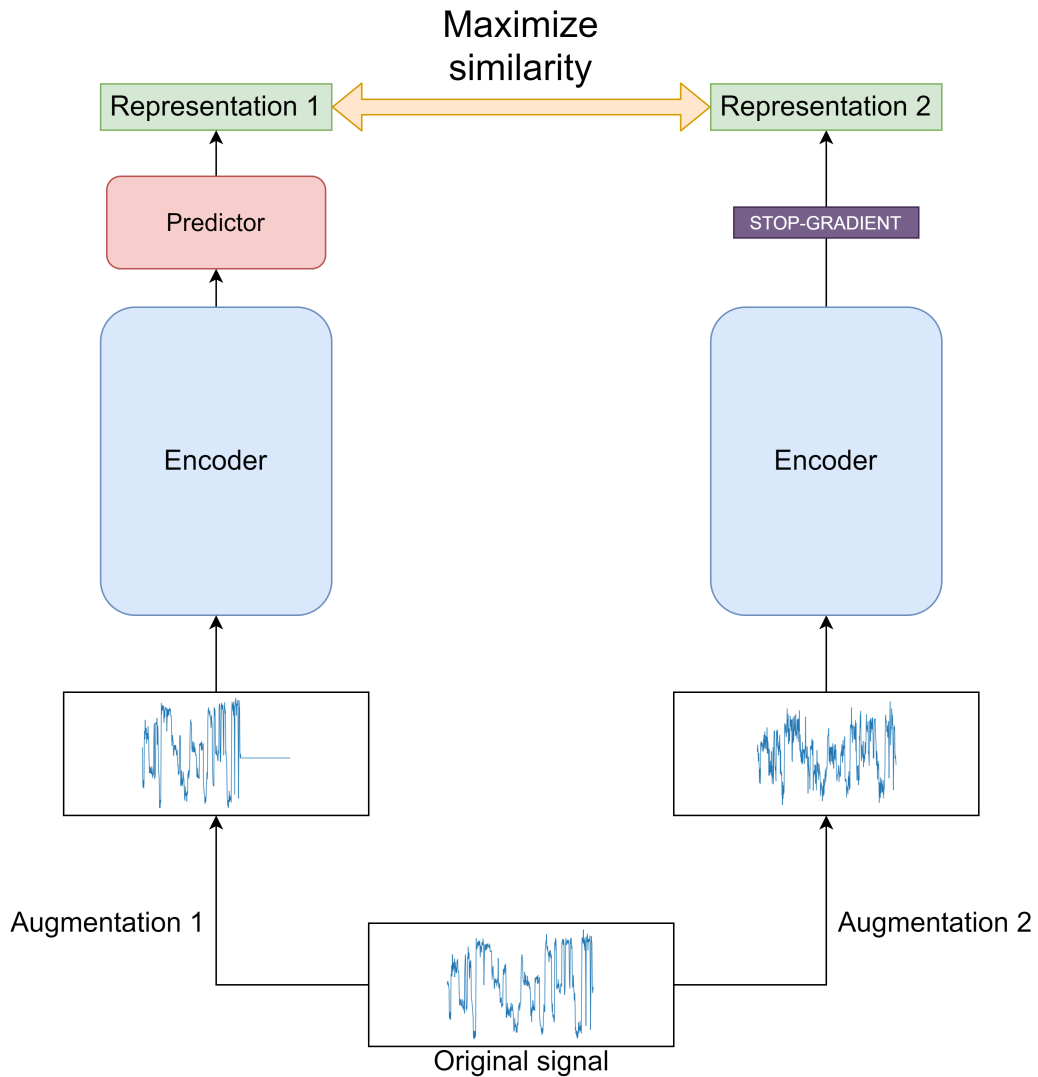 Maximize
similarity
Representation 1
Representation 2
Predictor
STOP-GRADIENT
Encoder
Encoder
Augmentation 1
Augmentation 2
Original signal